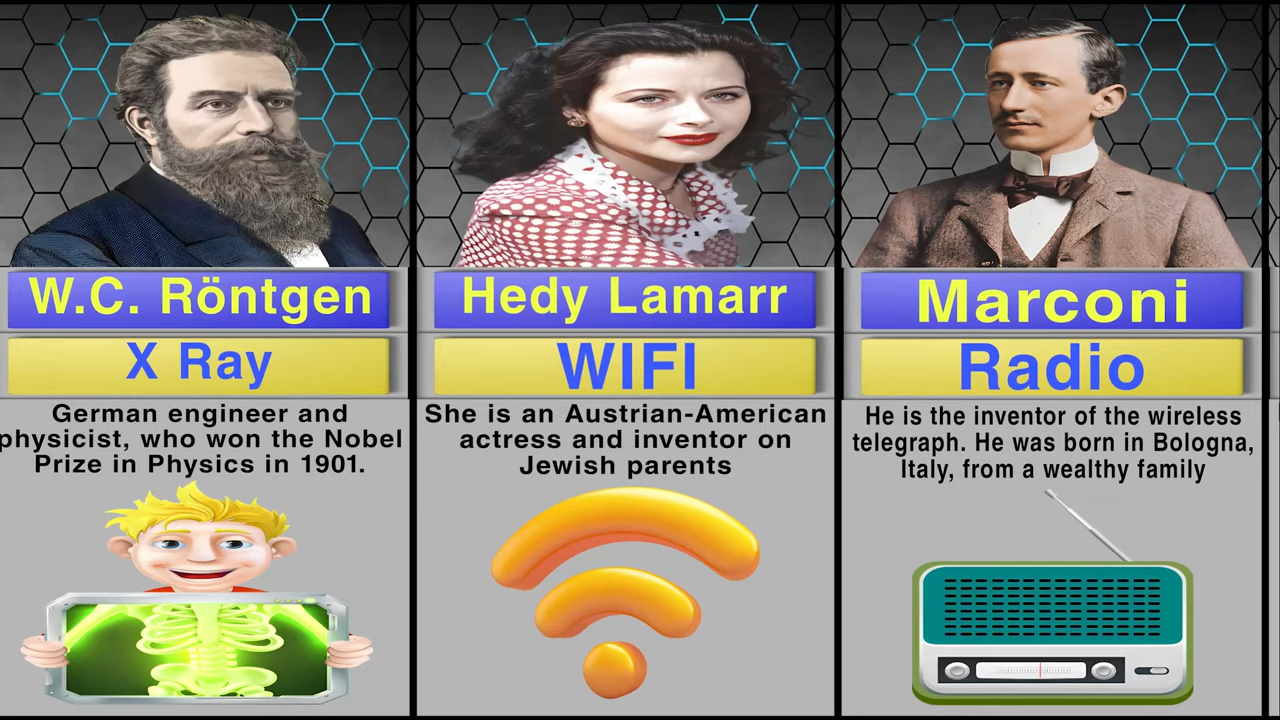 W.C. Röntgen
X Ray
German engineer and
physicist, who won the Nobel
Prize in Physics in 1901.
Hedy Lamarr
WIFI
She is an Austrian-American
actress and inventor on
Jewish parents
Marconi
Radio
He is the inventor of the wireless
telegraph. He was born in Bologna,
Italy, from a wealthy family